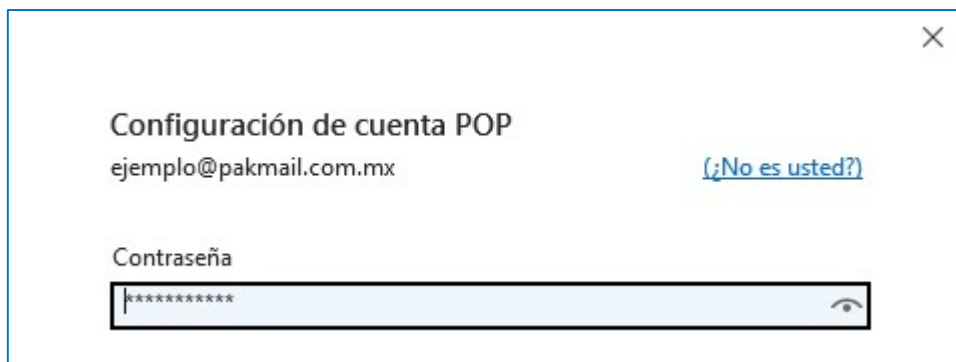 Configuración de cuenta POP
ejemplo@pakmail.com.mx (¿No es usted?)
Contraseña
***********